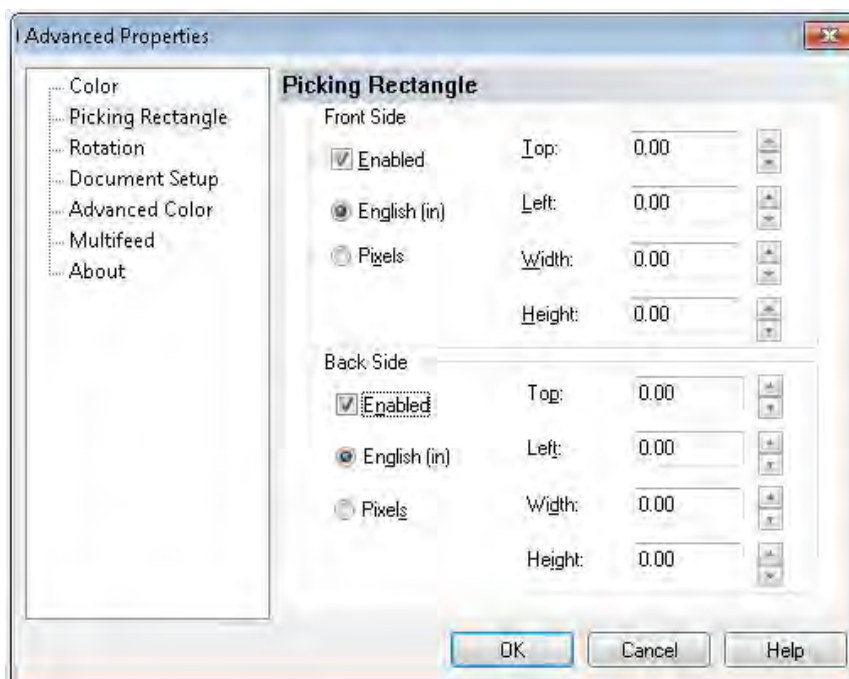 Advanced Properties
Color
Picking Rectangle
Rotation
Document Setup
Advanced Color
Multifeed
About
Picking Rectangle
Front Side
Enabled
English (in)
Pixels
Top: 0.00
Left: 0.00
Width: 0.00
Height: 0.00
Back Side
Enabled
English (in)
Pixels
Top: 0.00
Left: 0.00
Width: 0.00
Height: 0.00
OK Cancel Help